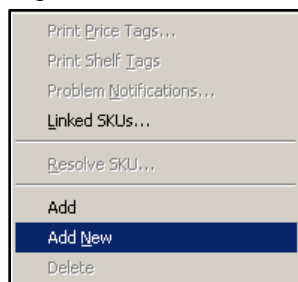 Print Price Tags...
Print Shelf Tags
Problem Notifications...
Linked SKUs...
Resolve SKU...
Add
Add New
Delete